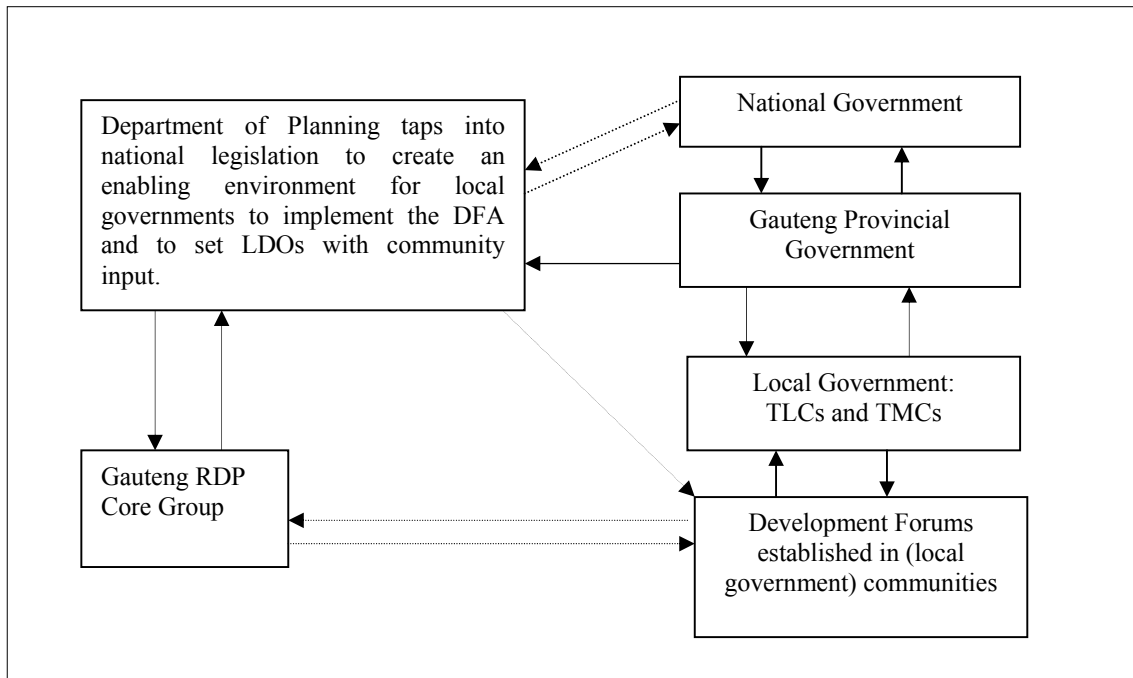 Department of Planning taps into
national legislation to create an
enabling environment for local
governments to implement the DFA
and to set LDOs with community
input.
National Government
Gauteng Provincial
Government
Local Government:
TLCs and TMCs
Gauteng RDP
Core Group
Development Forums
established in (local
government) communities